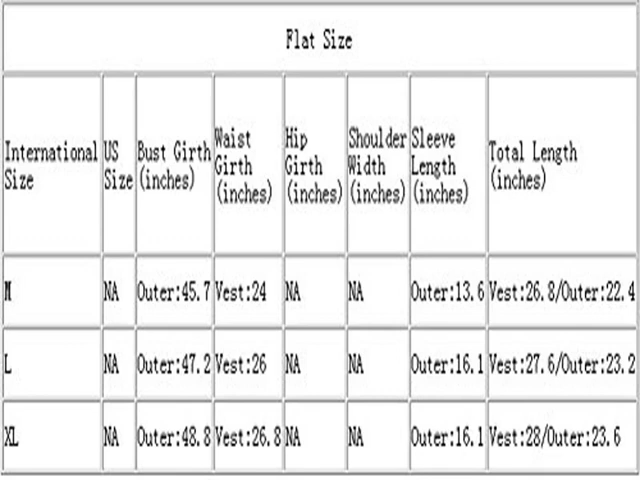 Flat Size
International Size US Size Bust Girth (inches) Waist Girth (inches) Hip Girth (inches) Shoulder Width (inches) Sleeve Length (inches) Total Length (inches)
M NA Outer:45.7 Vest:24 NA NA Outer:13.6 Vest:26.8/Outer:22.4
L NA Outer:47.2 Vest:26 NA NA Outer:16.1 Vest:27.6/Outer:23.2
XL NA Outer:48.8 Vest:26.8 NA NA Outer:16.1 Vest:28/Outer:23.6